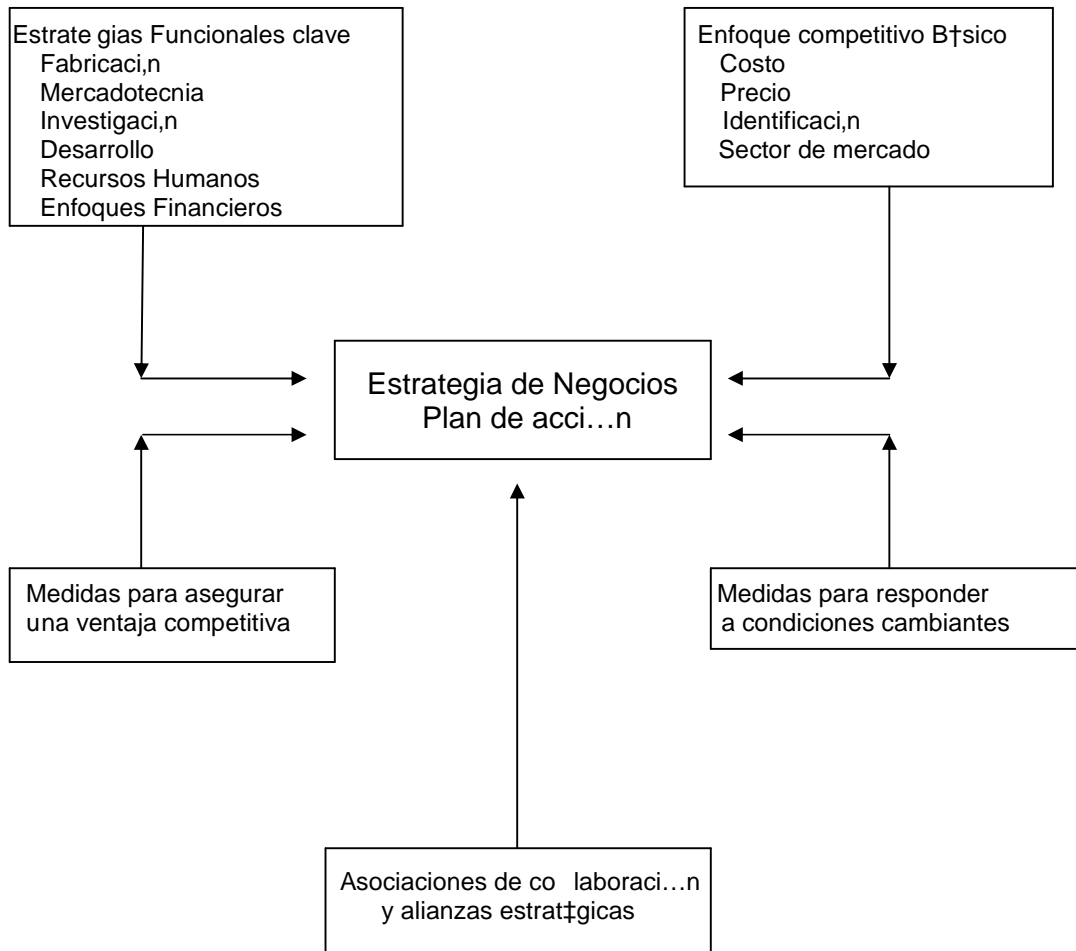 Estrate gias Funcionales clave
Fabricaci,n
Mercadotecnia
Investigaci,n
Desarrollo
Recursos Humanos
Enfoques Financieros
Enfoque competitivo B†sico
Costo
Precio
Identificaci,n
Sector de mercado
Estrategia de Negocios
Plan de acci…n
Medidas para asegurar
una ventaja competitiva
Medidas para responder
a condiciones cambiantes
Asociaciones de co laboraci…n
y alianzas estrat‡gicas